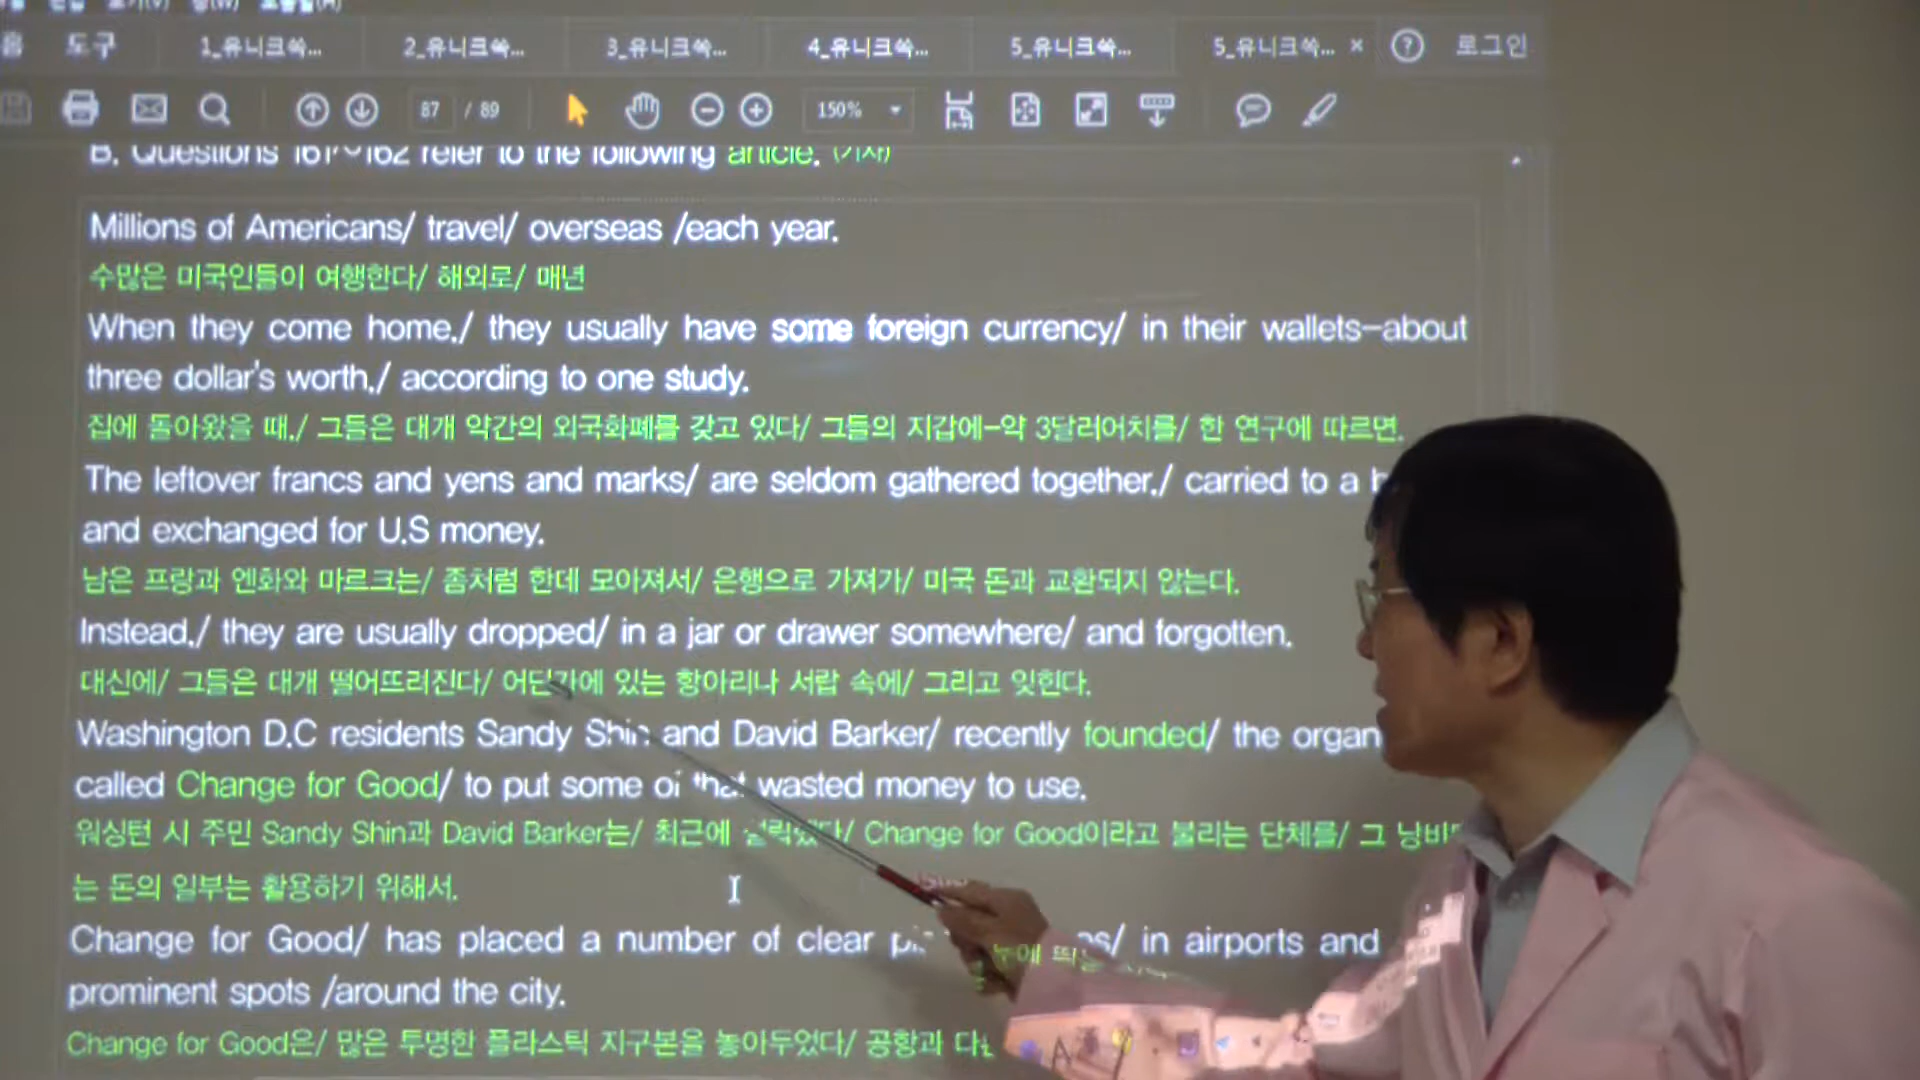 도구 1_유니크쏙... 2_유니크쏙... 3_유니크쏙... 4_유니크쏙... 5_유니크쏙... 5_유니크쏙... × ? 로그인
87 / 89 150%
B. Questions 161~162 refer to the following article. (기사)
Millions of Americans/ travel/ overseas /each year.
수많은 미국인들이 여행한다/ 해외로/ 매년
When they come home,/ they usually have some foreign currency/ in their wallets-about
three dollar's worth,/ according to one study.
집에 돌아왔을 때,/ 그들은 대개 약간의 외국화폐를 갖고 있다/ 그들의 지갑에-약 3달러어치를/ 한 연구에 따르면.
The leftover francs and yens and marks/ are seldom gathered together,/ carried to a
and exchanged for U.S money.
남은 프랑과 엔화와 마르크는/ 좀처럼 한데 모아져서/ 은행으로 가져가/ 미국 돈과 교환되지 않는다.
Instead,/ they are usually dropped/ in a jar or drawer somewhere/ and forgotten.
대신에/ 그들은 대개 떨어뜨려진다/ 어딘가에 있는 항아리나 서랍 속에/ 그리고 잊힌다.
Washington D.C residents Sandy Shin and David Barker/ recently founded/ the organ
called Change for Good/ to put some of that wasted money to use.
워싱턴 시 주민 Sandy Shin과 David Barker는/ 최근에 설립했다/ Change for Good이라고 불리는 단체를/ 그 낭비되
는 돈의 일부는 활용하기 위해서.
Change for Good/ has placed a number of clear in airports and
눈에 띄는
prominent spots /around the city.
Change for Good은/ 많은 투명한 플라스틱 지구본을 놓아두었다/ 공항과